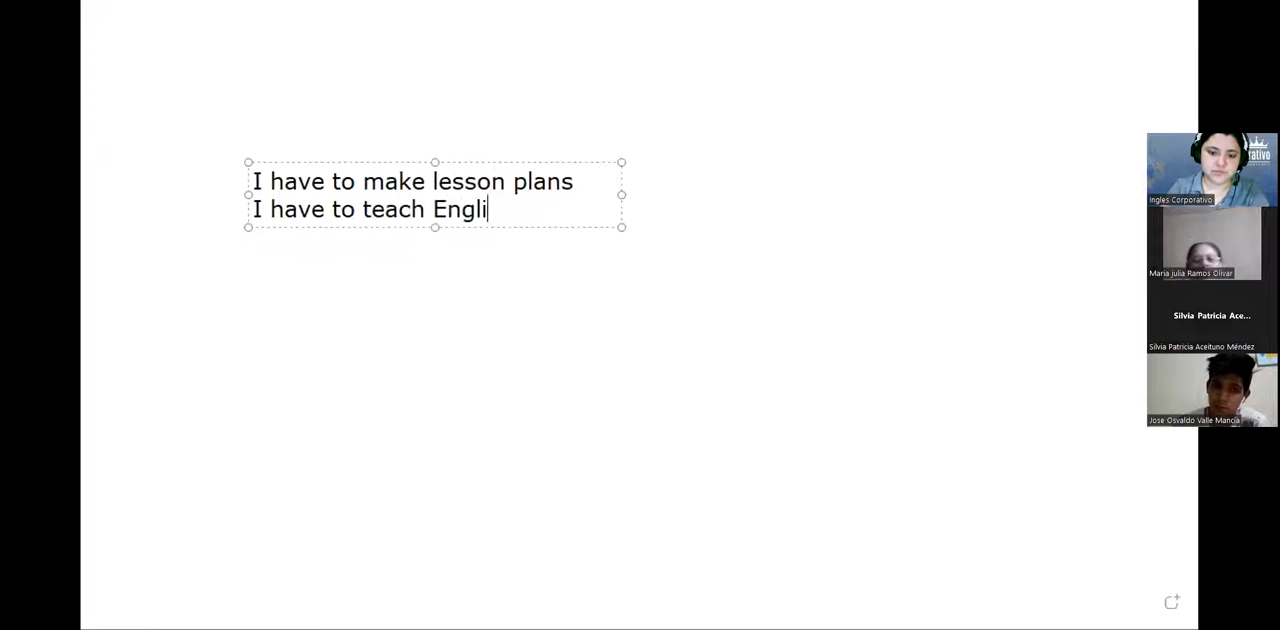 I have to make lesson plans
I have to teach Engli
rativo
Ingles Corporativo
Maria julia Ramos Olivar
Silvia Patricia Ace...
Silvia Patricia Aceituno Méndez
Jose Osvaldo Valle Mancia